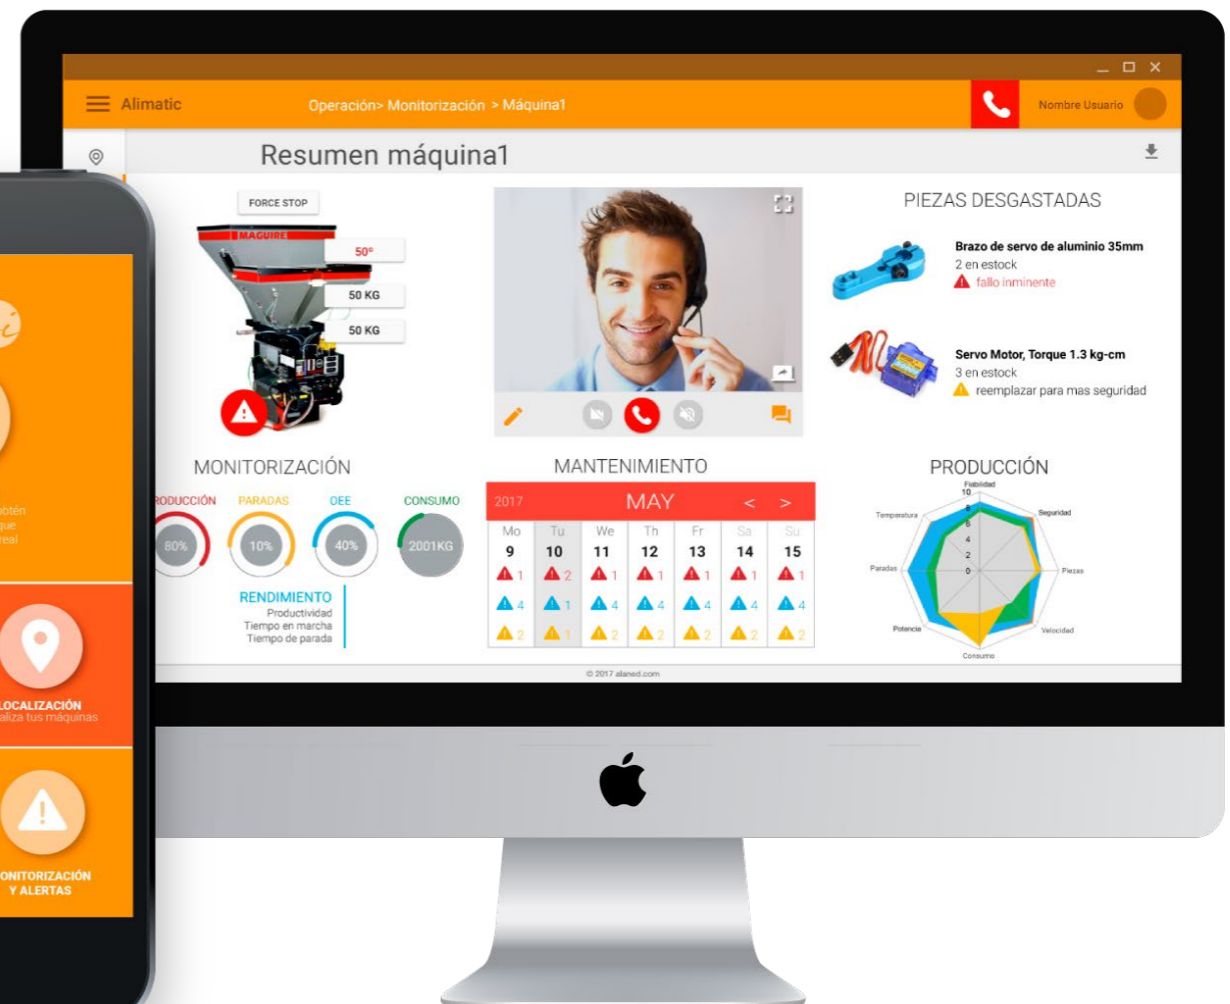 Alimatic
Operación> Monitorización > Máquina1
Nombre Usuario
Resumen máquina1
FORCE STOP
MAGUIRE
50º
50 KG
50 KG
PIEZAS DESGASTADAS
Brazo de servo de aluminio 35mm
2 en estock
fallo inminente
Servo Motor, Torque 1.3 kg-cm
3 en estock
reemplazar para mas seguridad
MONITORIZACIÓN
RODUCCIÓN PARADAS OEE CONSUMO
80% 10% 40% 2001KG
RENDIMIENTO
Productividad
Tiempo en marcha
Tiempo de parada
MANTENIMIENTO
2017 MAY < >
Mo Tu We Th Fr Sa Su
9 10 11 12 13 14 15
1 2 1 1 1 1 1
4 1 4 4 4 4 4
2 1 2 2 2 2 2
PRODUCCIÓN
Fiabilidad
Seguridad
Piezas
Velocidad
Consumo
Potencie
Paradas
Temperatura
10
8
6
4
2
0
© 2017 alaned.com
btén
que
real
LOCALIZACIÓN
aliza tus máquinas
ONITORIZACIÓN
Y ALERTAS